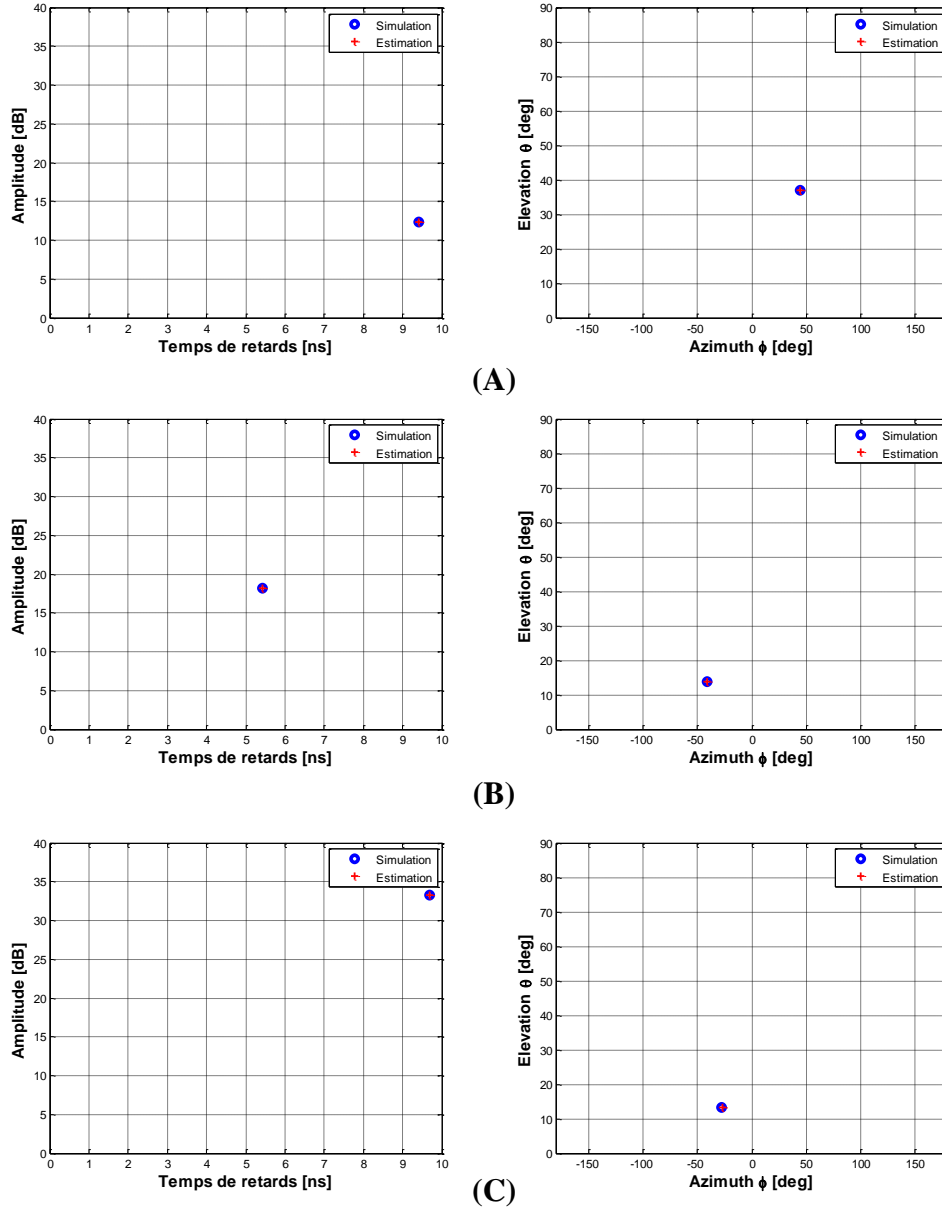 40
35
30
25
20
15
10
5
0
Amplitude [dB]
0 1 2 3 4 5 6 7 8 9 10
Temps de retards [ns]
Simulation
Estimation
90
80
70
60
50
40
30
20
10
0
Elevation θ [deg]
-150 -100 -50 0 50 100 150
Azimuth ϕ [deg]
Simulation
Estimation
(A)
40
35
30
25
20
15
10
5
0
Amplitude [dB]
0 1 2 3 4 5 6 7 8 9 10
Temps de retards [ns]
Simulation
Estimation
90
80
70
60
50
40
30
20
10
0
Elevation θ [deg]
-150 -100 -50 0 50 100 150
Azimuth ϕ [deg]
Simulation
Estimation
(B)
40
35
30
25
20
15
10
5
0
Amplitude [dB]
0 1 2 3 4 5 6 7 8 9 10
Temps de retards [ns]
Simulation
Estimation
90
80
70
60
50
40
30
20
10
0
Elevation θ [deg]
-150 -100 -50 0 50 100 150
Azimuth ϕ [deg]
Simulation
Estimation
(C)